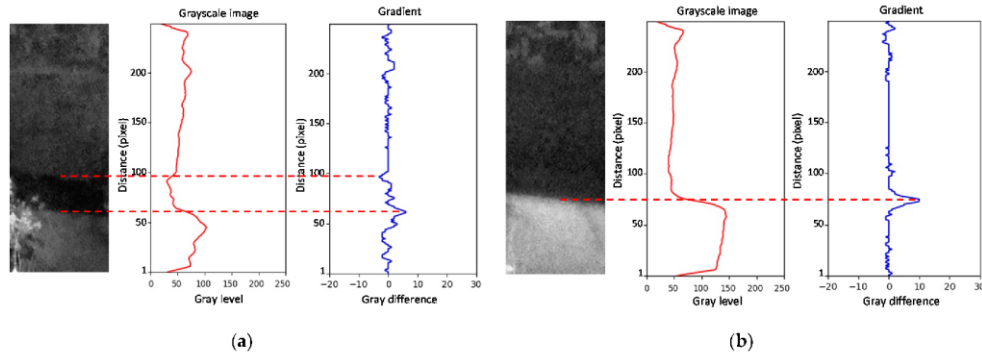 Grayscale image
Gradient
Grayscale image
Gradient
Distance (pixel)
200
150
100
50
1
0 50 100 150 200 250
Gray level
Distance (pixel)
200
150
100
50
1
−20 −10 0 10 20 30
Gray difference
Distance (pixel)
200
150
100
50
1
0 50 100 150 200 250
Gray level
Distance (pixel)
200
150
100
50
1
−20 −10 0 10 20 30
Gray difference
(a)
(b)